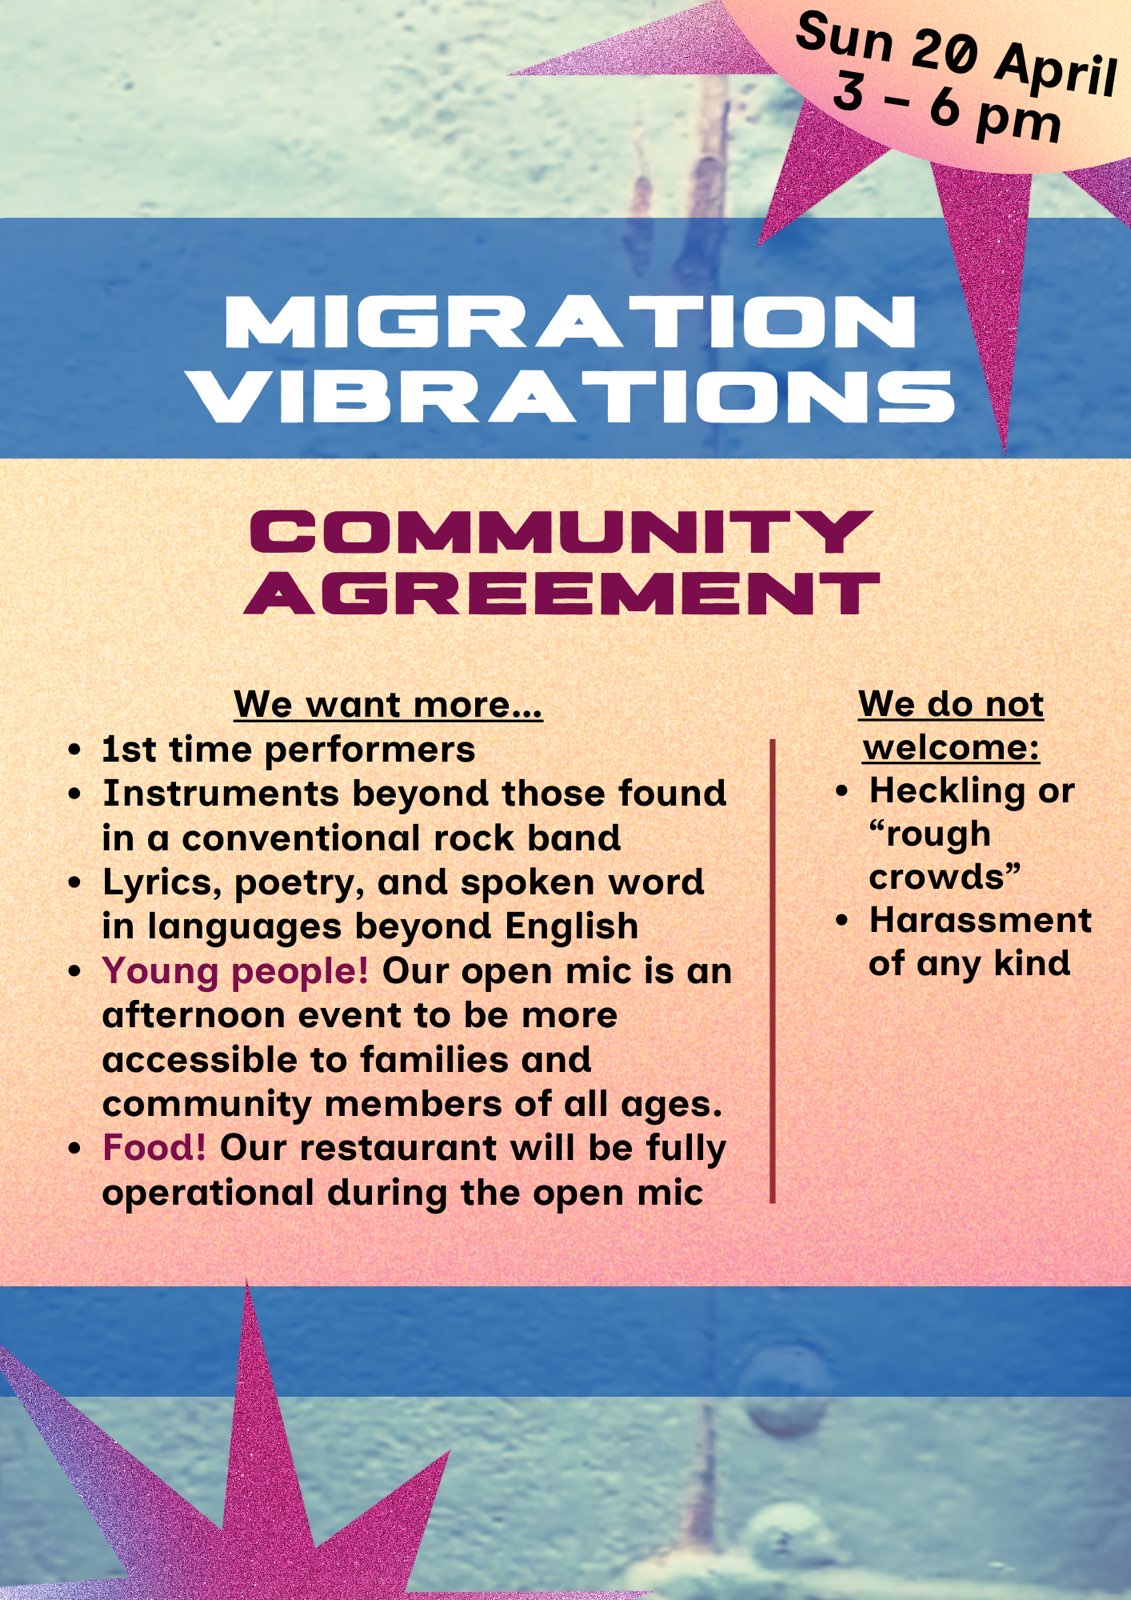 Sun 20 April
3 – 6 pm
MIGRATION
VIBRATIONS
COMMUNITY
AGREEMENT
We want more...
• 1st time performers
• Instruments beyond those found
in a conventional rock band
• Lyrics, poetry, and spoken word
in languages beyond English
• Young people! Our open mic is an
afternoon event to be more
accessible to families and
community members of all ages.
• Food! Our restaurant will be fully
operational during the open mic
We do not
welcome:
• Heckling or
“rough
crowds”
• Harassment
of any kind